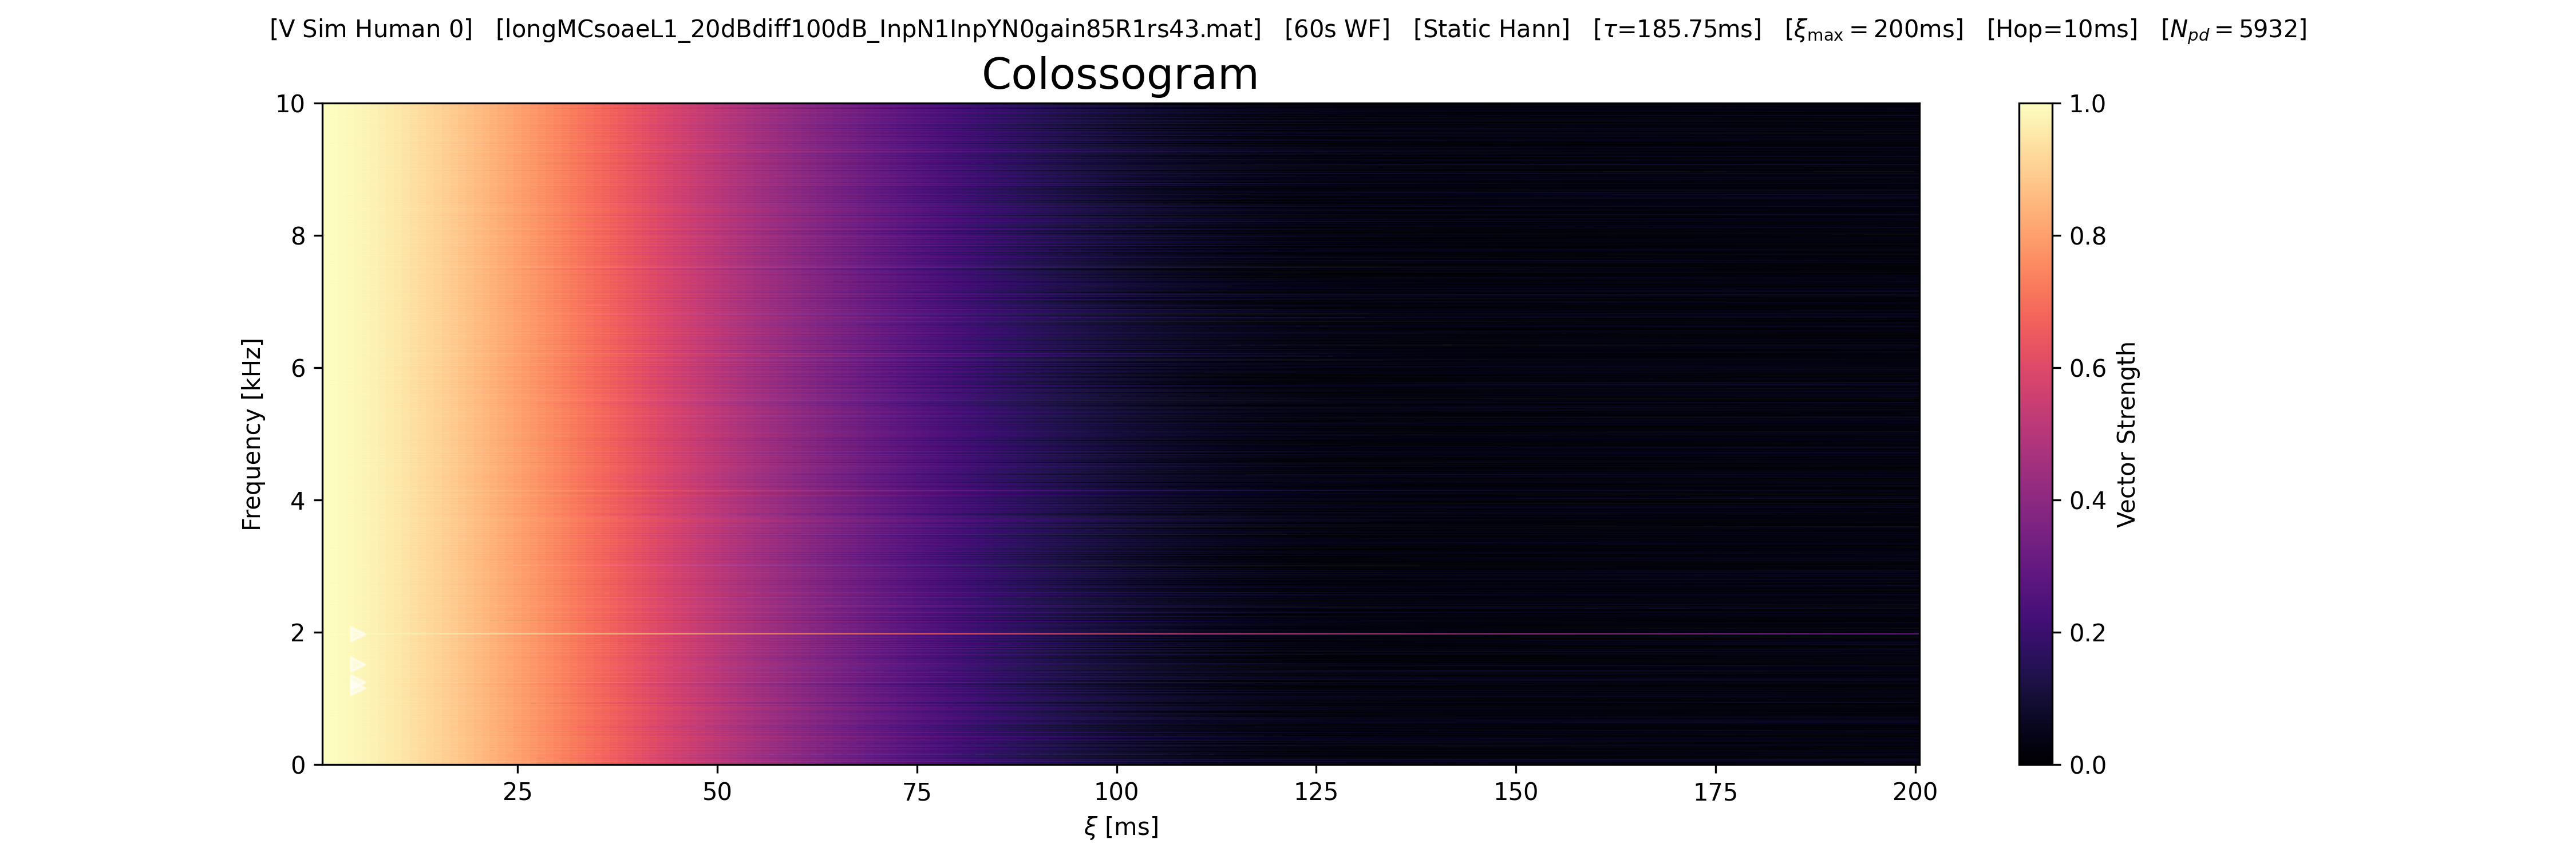 [V Sim Human 0]   [longMCsoaeL1_20dBdiff100dB_InpN1InpYN0gain85R1rs43.mat]   [60s WF]   [Static Hann]   [τ=185.75ms]   [ξmax = 200ms]   [Hop=10ms]   [Npd = 5932]
Colossogram
10
8
6
4
2
0
Frequency [kHz]
25 50 75 100 125 150 175 200
ξ [ms]
1.0
0.8
0.6
0.4
0.2
0.0
Vector Strength